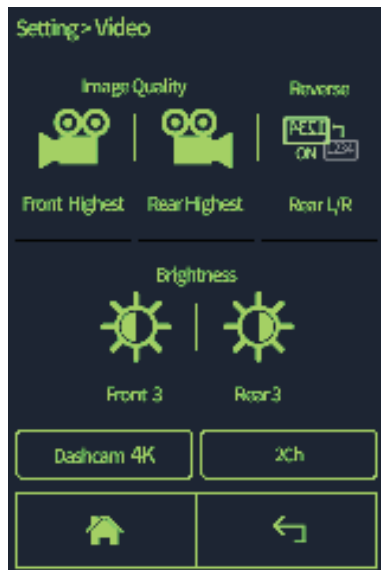 Setting > Video
Image Quality Reverse
ON
Front Highest Rear Highest Rear L/R
Brightness
Front 3 Rear 3
Dashcam 4K 2Ch